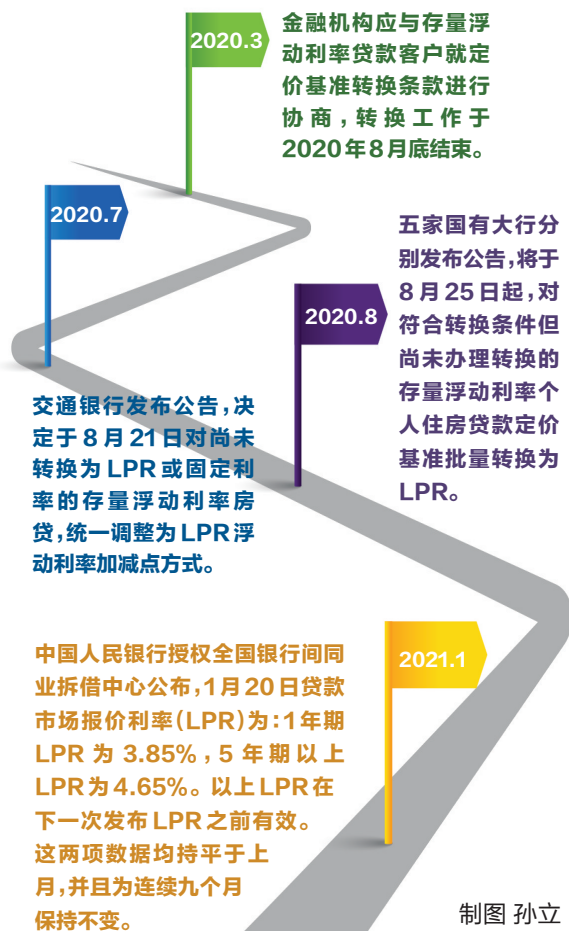 2020.3
金融机构应与存量浮
动利率贷款客户就定
价基准转换条款进行
协商，转换工作于
2020年8月底结束。
2020.7
交通银行发布公告，决
定于8月21日对尚未
转换为LPR或固定利
率的存量浮动利率房
贷，统一调整为LPR浮
动利率加减点方式。
2020.8
五家国有大行分
别发布公告，将于
8月25日起，对
符合转换条件但
尚未办理转换的
存量浮动利率个
人住房贷款定价
基准批量转换为
LPR。
2021.1
中国人民银行授权全国银行间同
业拆借中心公布，1月20日贷款
市场报价利率(LPR)为：1年期
LPR为3.85%，5年期以上
LPR为4.65%。以上LPR在
下一次发布LPR之前有效。
这两项数据均持平于上
月，并且为连续九个月
保持不变。
制图 孙立